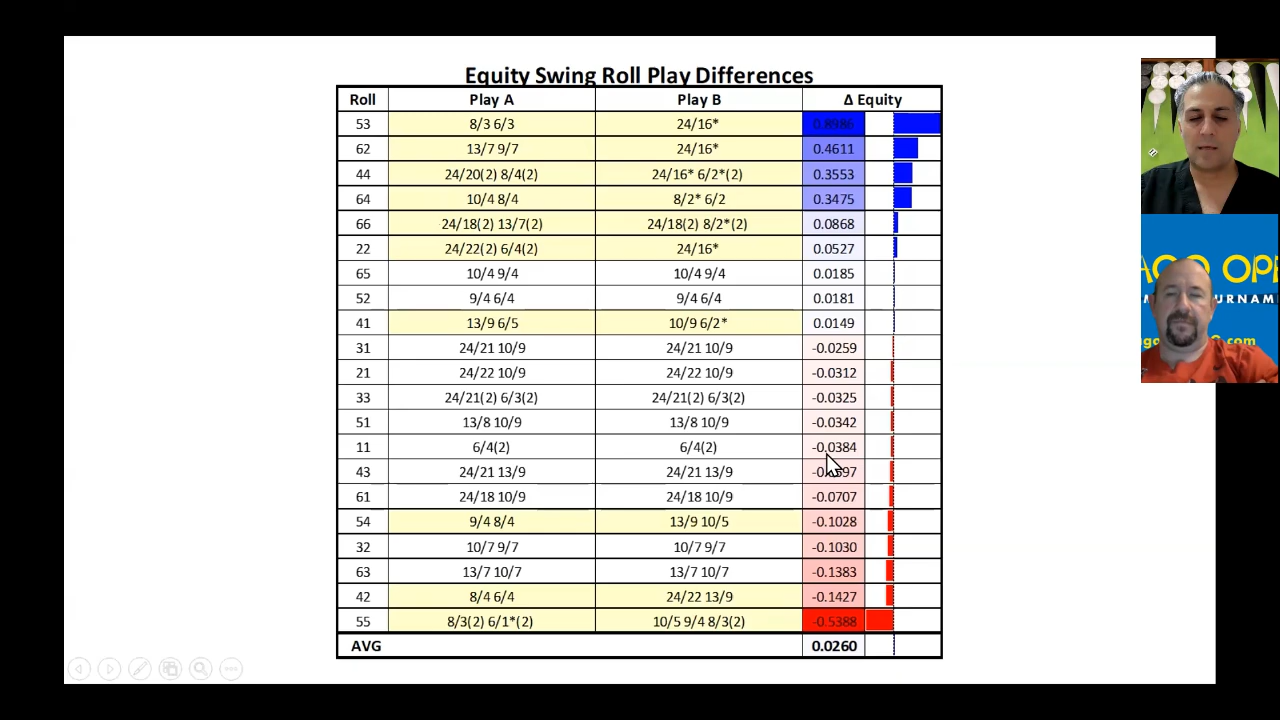 Equity Swing Roll Play Differences
Roll Play A Play B Δ Equity
53 8/3 6/3 24/16* 0.8986
62 13/7 9/7 24/16* 0.4611
44 24/20(2) 8/4(2) 24/16* 6/2*(2) 0.3553
64 10/4 8/4 8/2* 6/2 0.3475
66 24/18(2) 13/7(2) 24/18(2) 8/2*(2) 0.0868
22 24/22(2) 6/4(2) 24/16* 0.0527
65 10/4 9/4 10/4 9/4 0.0185
52 9/4 6/4 9/4 6/4 0.0181
41 13/9 6/5 10/9 6/2* 0.0149
31 24/21 10/9 24/21 10/9 -0.0259
21 24/22 10/9 24/22 10/9 -0.0312
33 24/21(2) 6/3(2) 24/21(2) 6/3(2) -0.0325
51 13/8 10/9 13/8 10/9 -0.0342
11 6/4(2) 6/4(2) -0.0384
43 24/21 13/9 24/21 13/9
61 24/18 10/9 24/18 10/9 -0.0707
54 9/4 8/4 13/9 10/5 -0.1028
32 10/7 9/7 10/7 9/7 -0.1030
63 13/7 10/7 13/7 10/7 -0.1383
42 8/4 6/4 24/22 13/9 -0.1427
55 8/3(2) 6/1*(2) 10/5 9/4 8/3(2) -0.5388
AVG 0.0260